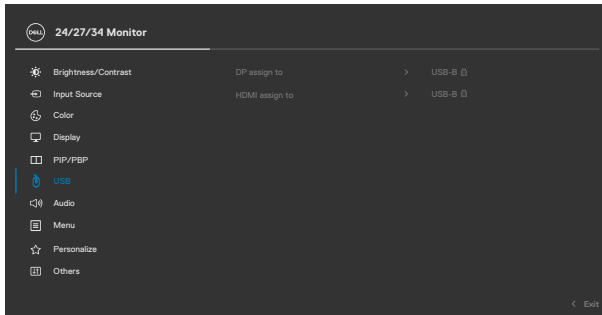 DELL 24/27/34 Monitor
Brightness/Contrast DP assign to > USB-B
Input Source HDMI assign to > USB-B
Color
Display
PIP/PBP
USB
Audio
Menu
Personalize
Others
< Exit